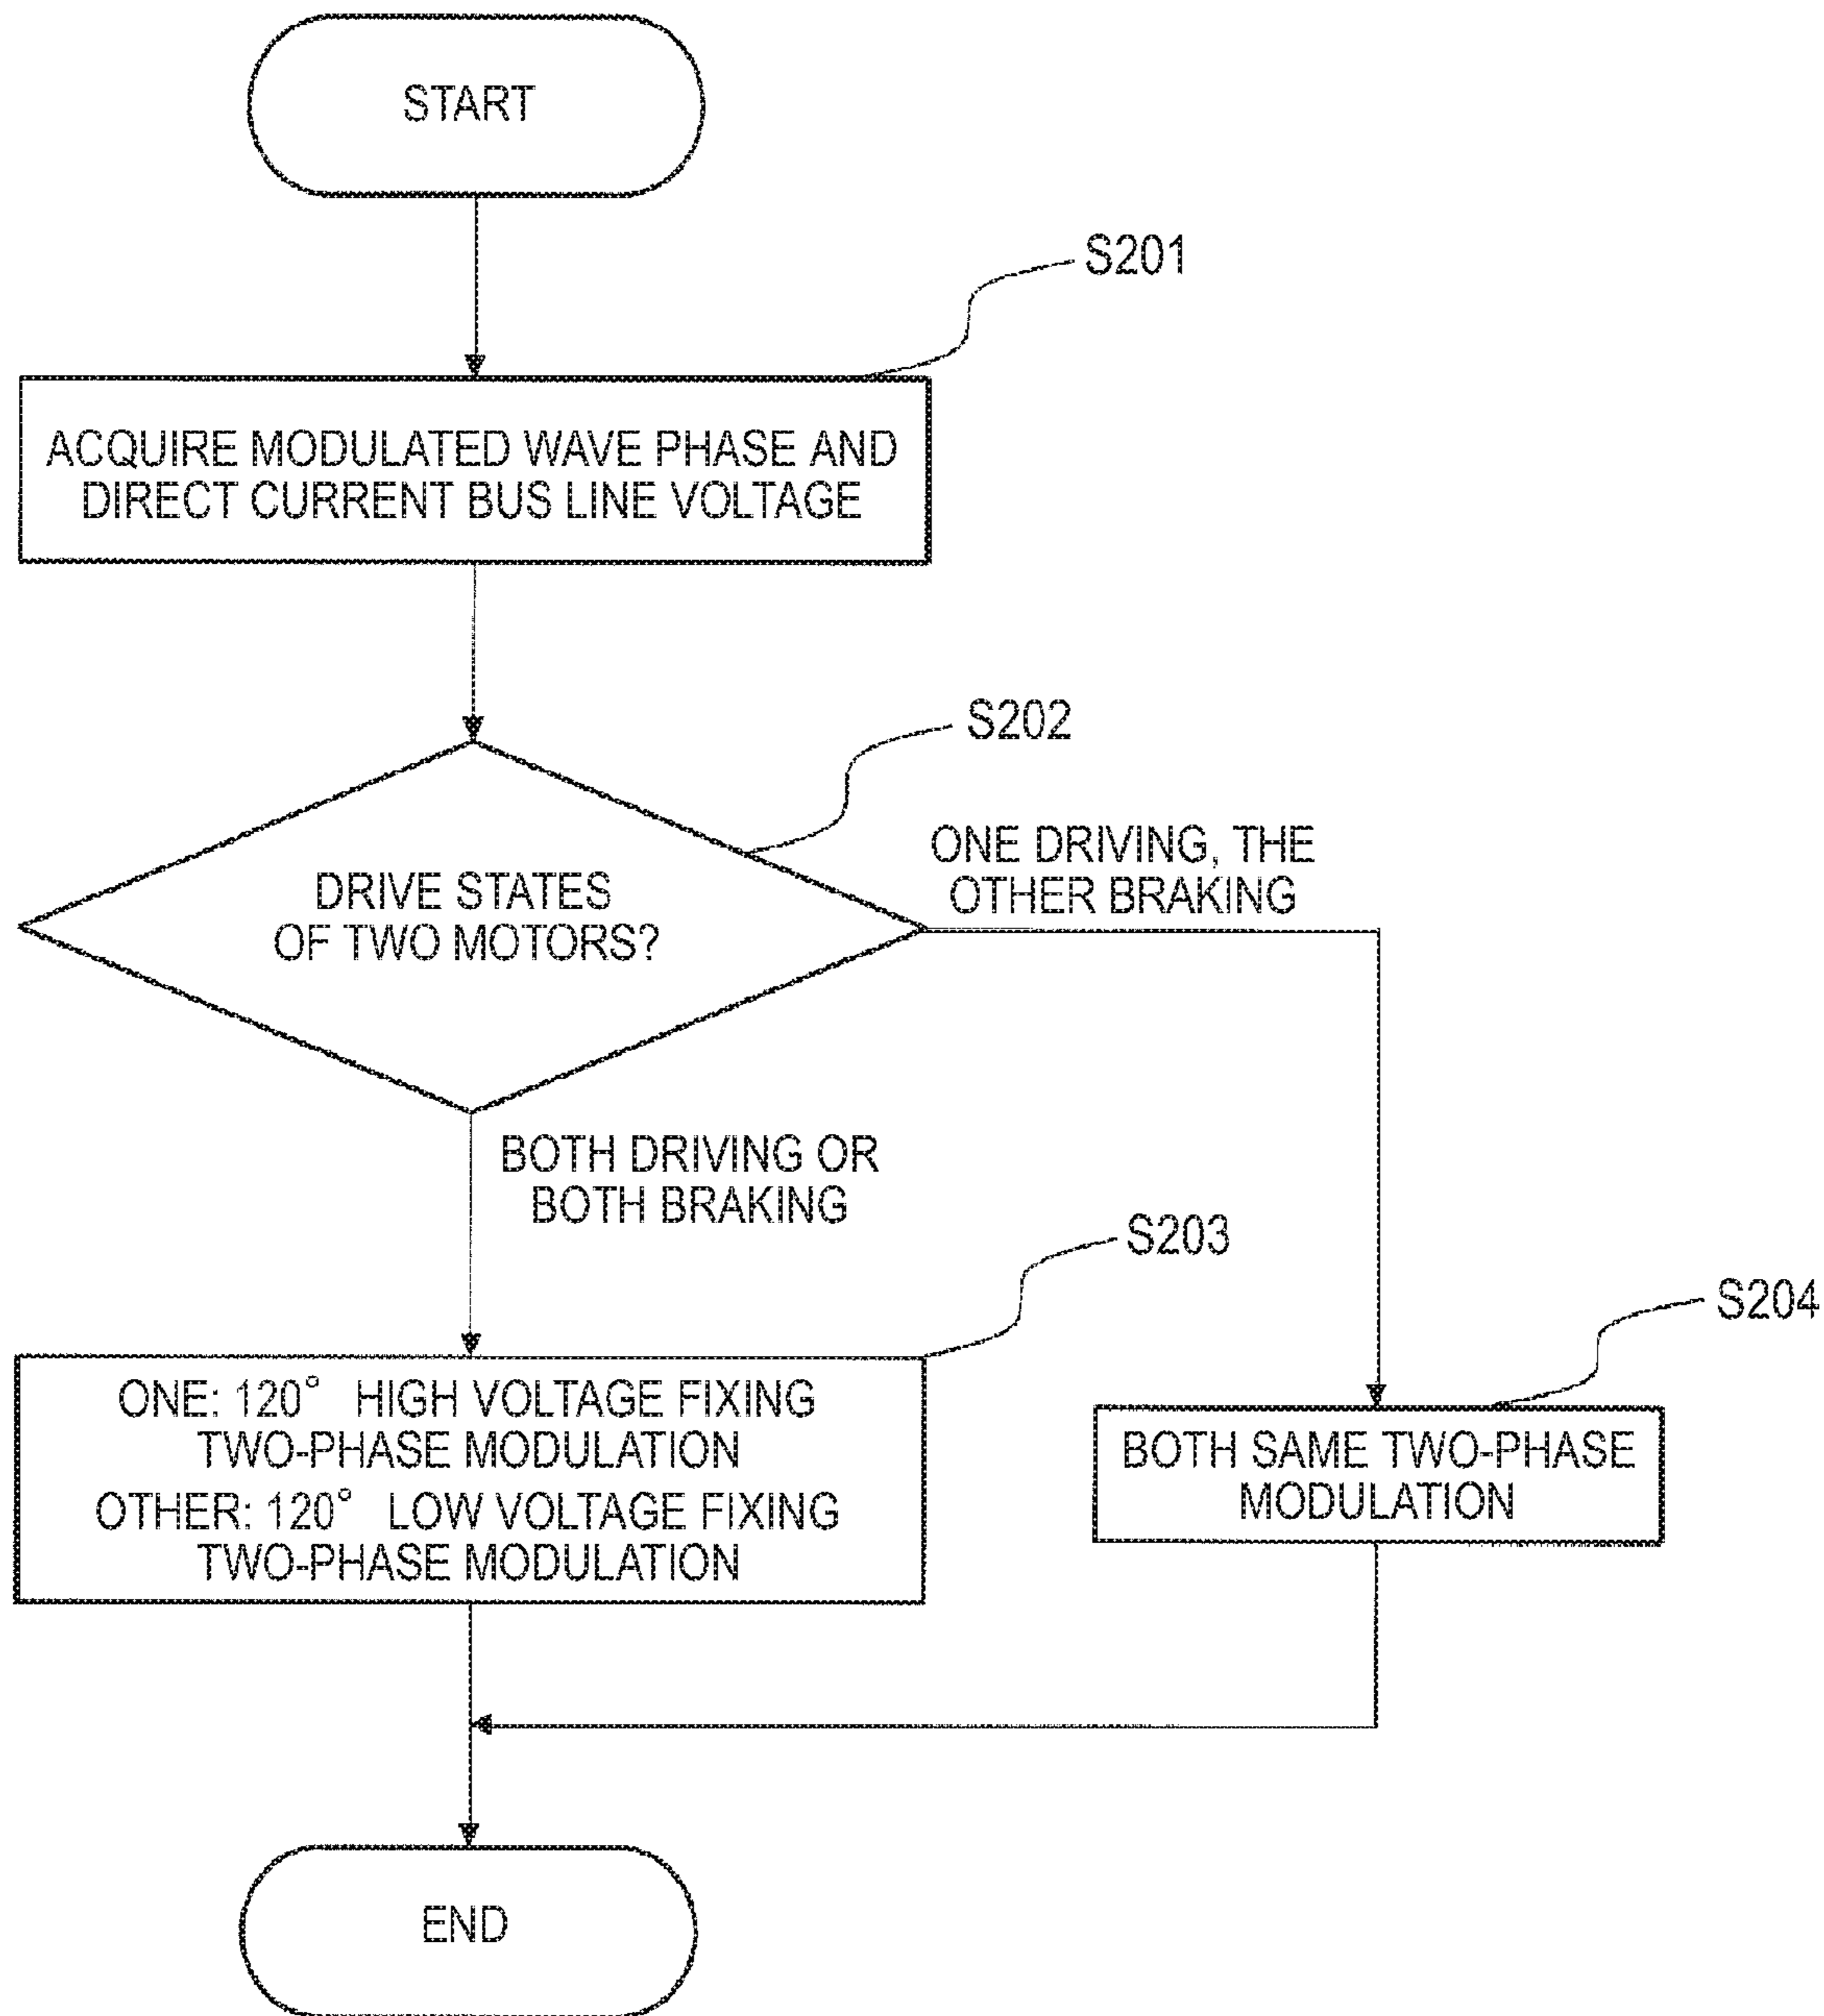 START
S201
ACQUIRE MODULATED WAVE PHASE AND
DIRECT CURRENT BUS LINE VOLTAGE
S202
DRIVE STATES
OF TWO MOTORS?
ONE DRIVING, THE
OTHER BRAKING
BOTH DRIVING OR
BOTH BRAKING
S203
ONE: 120° HIGH VOLTAGE FIXING
TWO-PHASE MODULATION
OTHER: 120° LOW VOLTAGE FIXING
TWO-PHASE MODULATION
S204
BOTH SAME TWO-PHASE
MODULATION
END